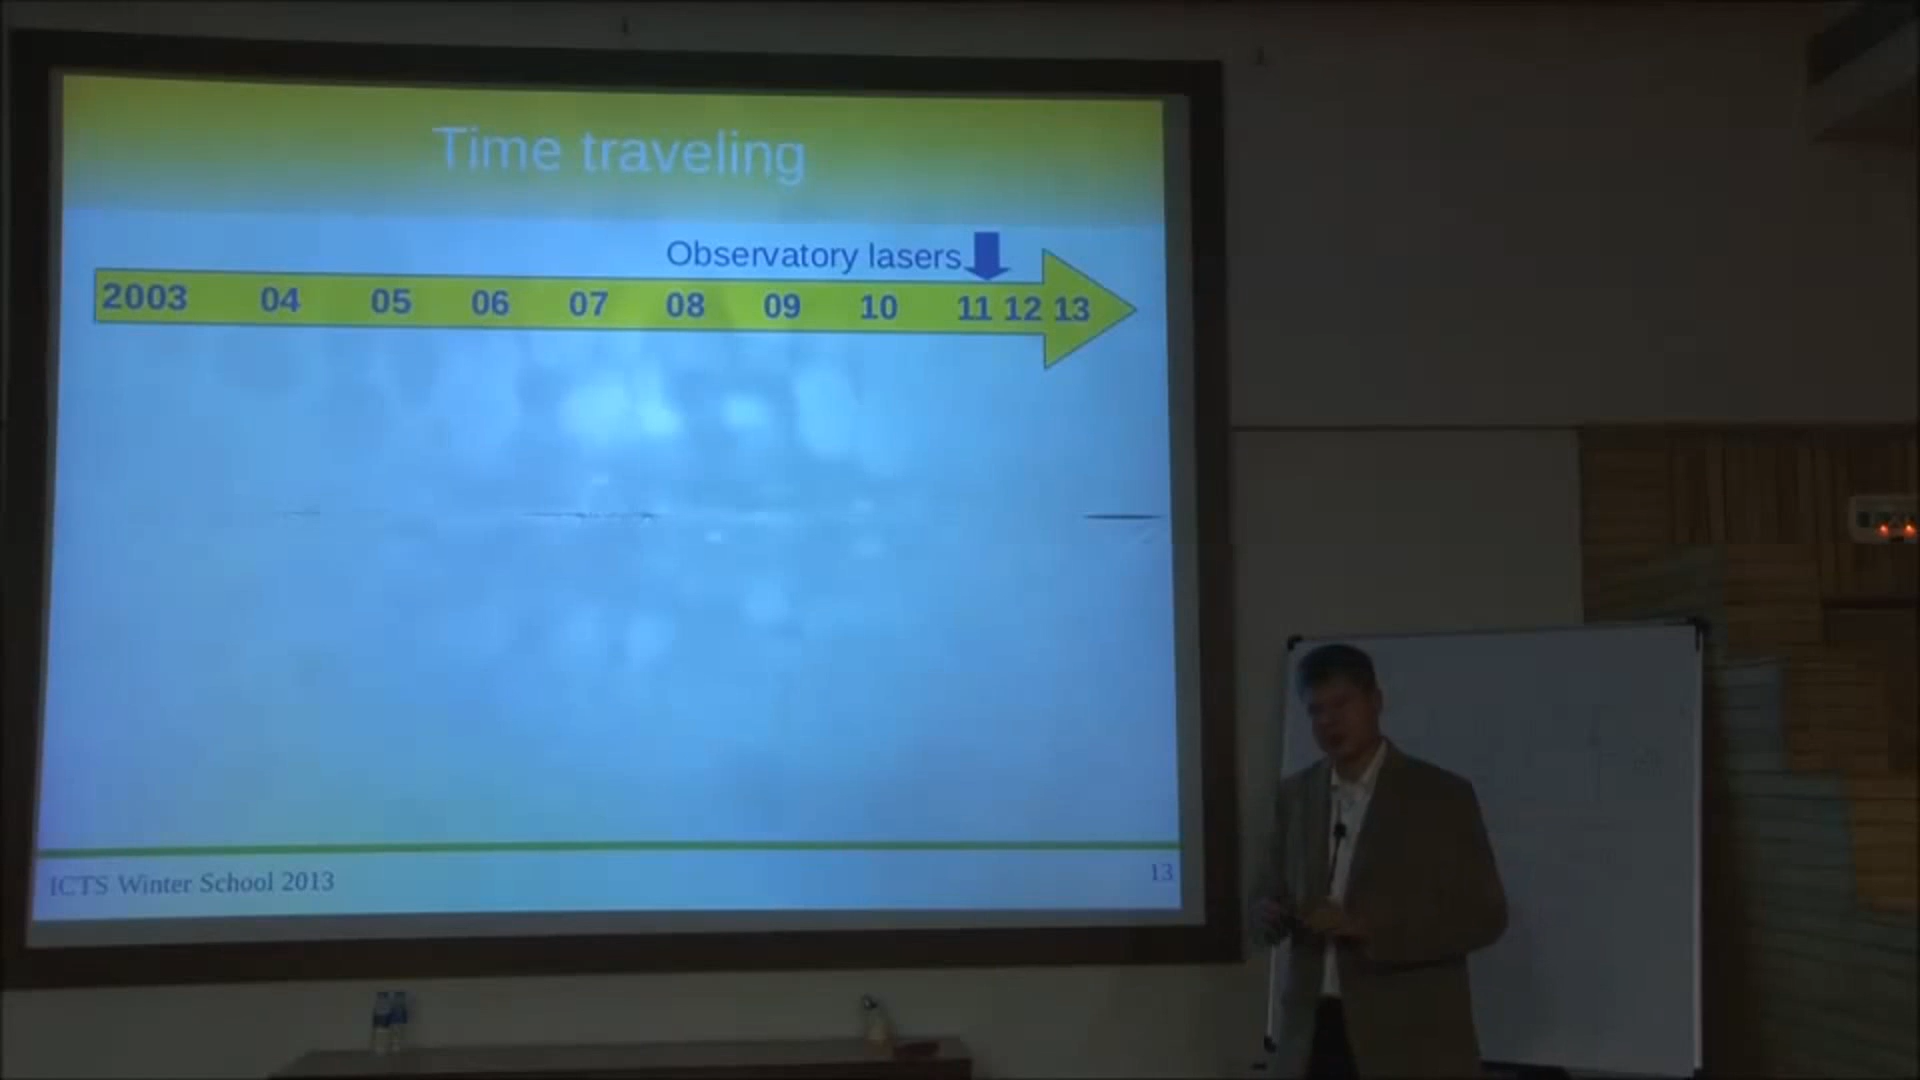 Time traveling
Observatory lasers
2003 04 05 06 07 08 09 10 11 12 13
ICTS Winter School 2013
13